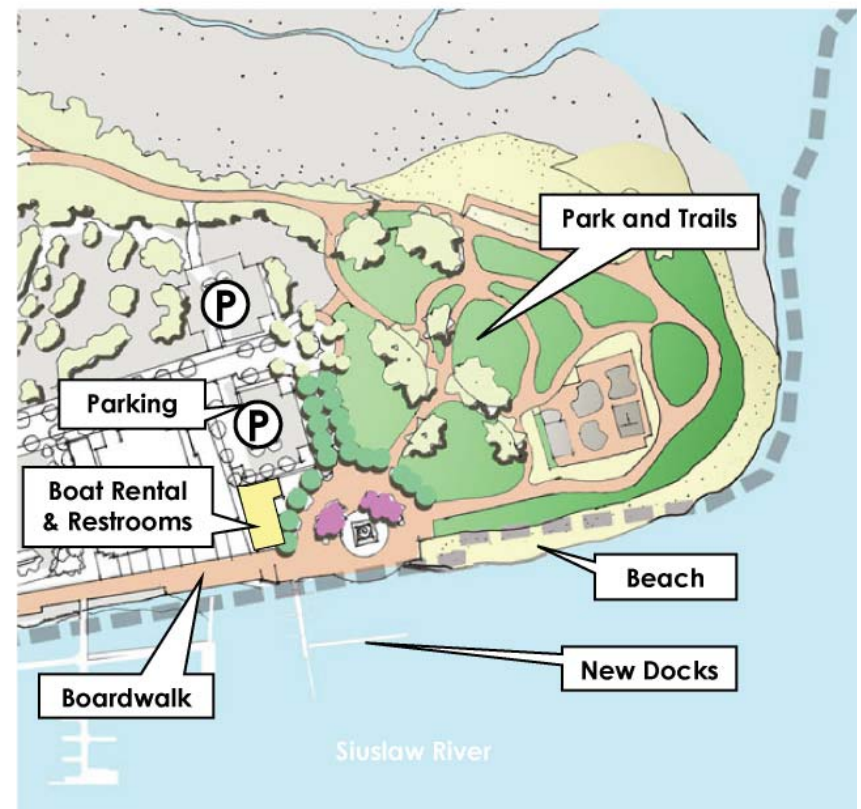 Park and Trails
P
Parking
P
Boat Rental
& Restrooms
Beach
Boardwalk
New Docks
Siuslaw River